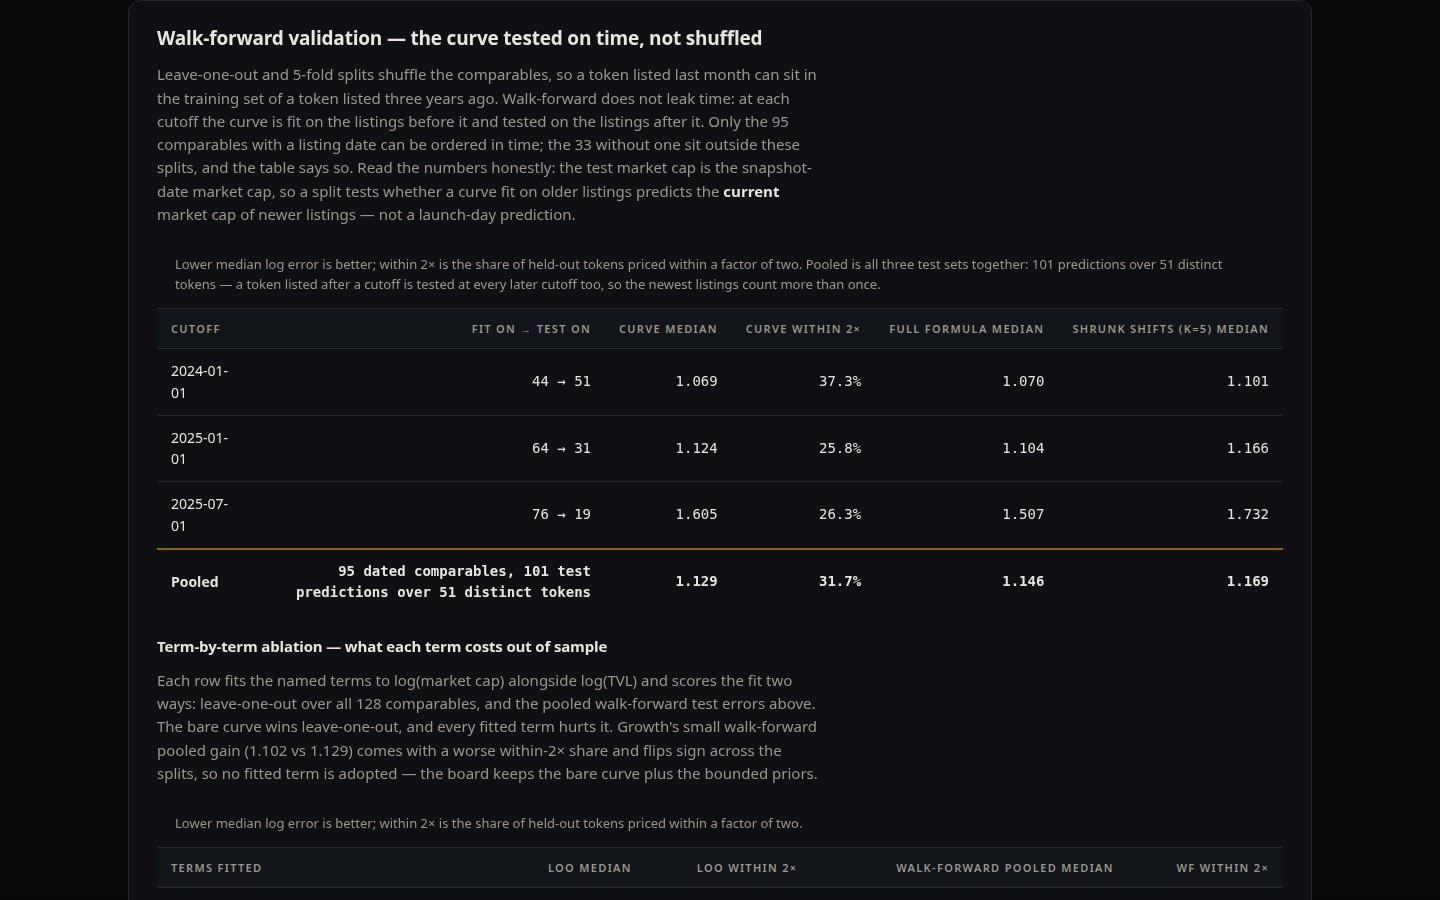 Walk-forward validation — the curve tested on time, not shuffled
Leave-one-out and 5-fold splits shuffle the comparables, so a token listed last month can sit in
the training set of a token listed three years ago. Walk-forward does not leak time: at each
cutoff the curve is fit on the listings before it and tested on the listings after it. Only the 95
comparables with a listing date can be ordered in time; the 33 without one sit outside these
splits, and the table says so. Read the numbers honestly: the test market cap is the snapshot-
date market cap, so a split tests whether a curve fit on older listings predicts the current
market cap of newer listings — not a launch-day prediction.
Lower median log error is better; within 2× is the share of held-out tokens priced within a factor of two. Pooled is all three test sets together: 101 predictions over 51 distinct
tokens — a token listed after a cutoff is tested at every later cutoff too, so the newest listings count more than once.
CUTOFF FIT ON → TEST ON CURVE MEDIAN CURVE WITHIN 2× FULL FORMULA MEDIAN SHRUNK SHIFTS (K=5) MEDIAN
2024-01-
01 44 → 51 1.069 37.3% 1.070 1.101
2025-01-
01 64 → 31 1.124 25.8% 1.104 1.166
2025-07-
01 76 → 19 1.605 26.3% 1.507 1.732
Pooled 95 dated comparables, 101 test
predictions over 51 distinct tokens 1.129 31.7% 1.146 1.169
Term-by-term ablation — what each term costs out of sample
Each row fits the named terms to log(market cap) alongside log(TVL) and scores the fit two
ways: leave-one-out over all 128 comparables, and the pooled walk-forward test errors above.
The bare curve wins leave-one-out, and every fitted term hurts it. Growth's small walk-forward
pooled gain (1.102 vs 1.129) comes with a worse within-2× share and flips sign across the
splits, so no fitted term is adopted — the board keeps the bare curve plus the bounded priors.
Lower median log error is better; within 2× is the share of held-out tokens priced within a factor of two.
TERMS FITTED LOO MEDIAN LOO WITHIN 2× WALK-FORWARD POOLED MEDIAN WF WITHIN 2×